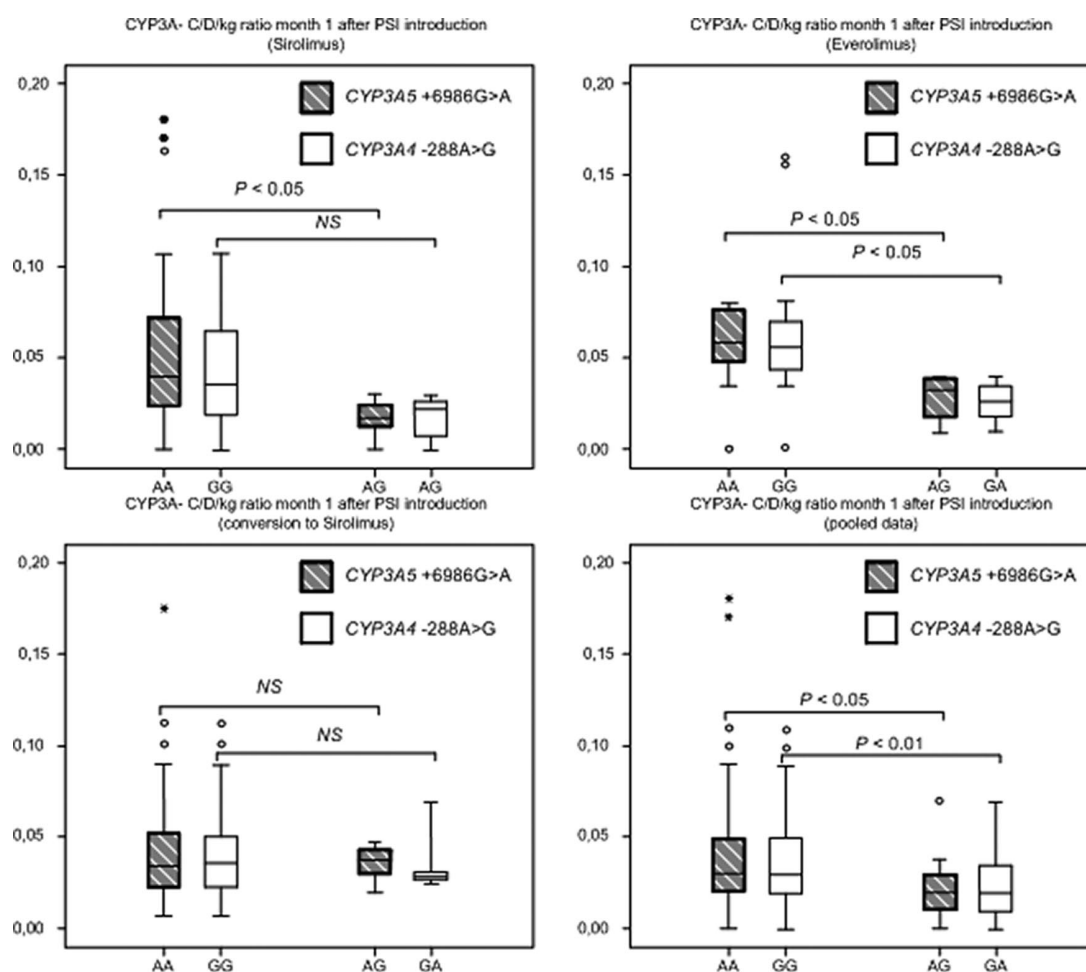 CYP3A- C/D/kg ratio month 1 after PSI introduction
(Sirolimus)
0,20
0,15
0,10
0,05
0,00
CYP3A5 +6986G>A
CYP3A4 -288A>G
P < 0.05
NS
AA GG AG AG
CYP3A- C/D/kg ratio month 1 after PSI introduction
(Everolimus)
0,20
0,15
0,10
0,05
0,00
CYP3A5 +6986G>A
CYP3A4 -288A>G
P < 0.05
P < 0.05
AA GG AG GA
CYP3A- C/D/kg ratio month 1 after PSI introduction
(conversion to Sirolimus)
0,20
0,15
0,10
0,05
0,00
CYP3A5 +6986G>A
CYP3A4 -288A>G
NS
NS
AA GG AG GA
CYP3A- C/D/kg ratio month 1 after PSI introduction
(pooled data)
0,20
0,15
0,10
0,05
0,00
CYP3A5 +6986G>A
CYP3A4 -288A>G
P < 0.05
P < 0.01
AA GG AG GA